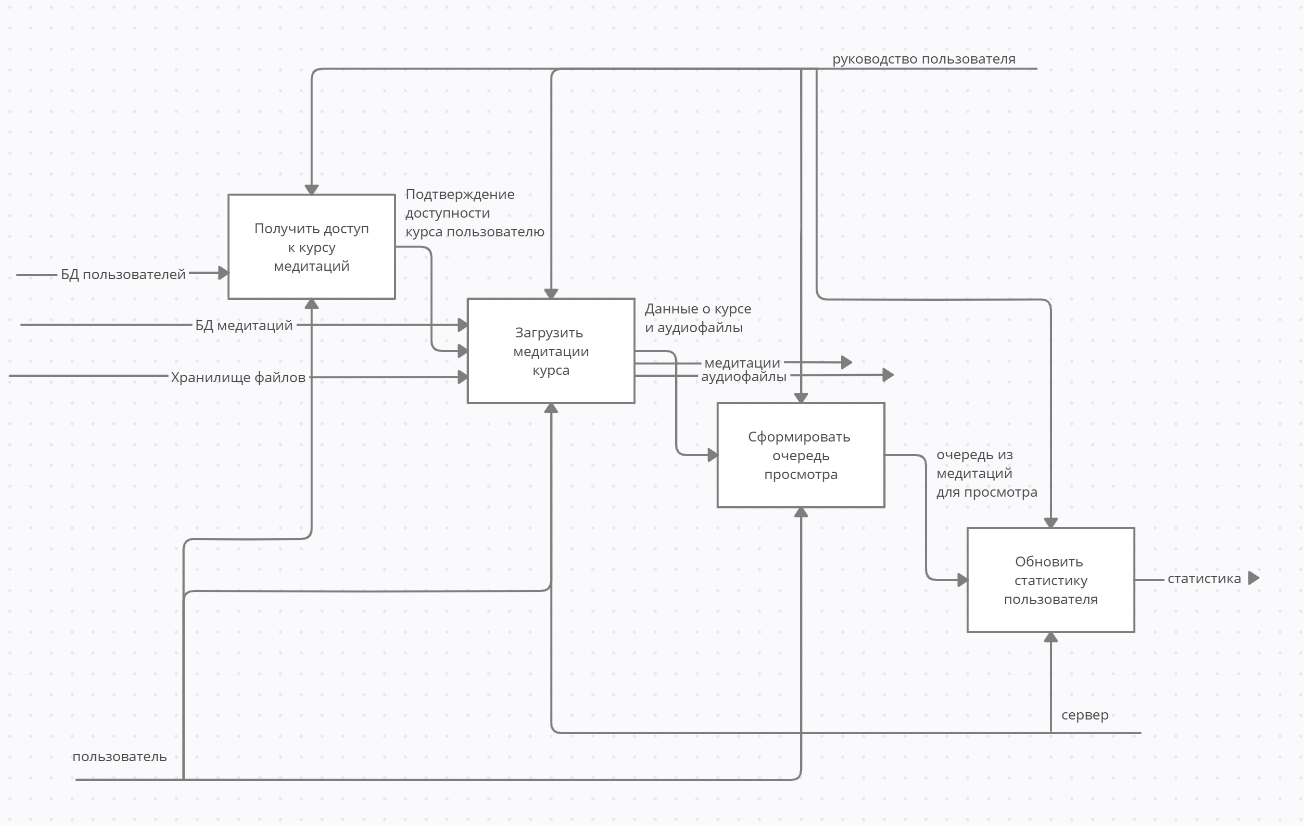 руководство пользователя
Подтверждение
доступности
курса пользователю
Получить доступ
к курсу
медитаций
БД пользователей
БД медитаций
Хранилище файлов
Загрузить
медитации
курса
Данные о курсе
и аудиофайлы
медитации
аудиофайлы
Сформировать
очередь
просмотра
очередь из
медитаций
для просмотра
Обновить
статистику
пользователя
статистика
сервер
пользователь